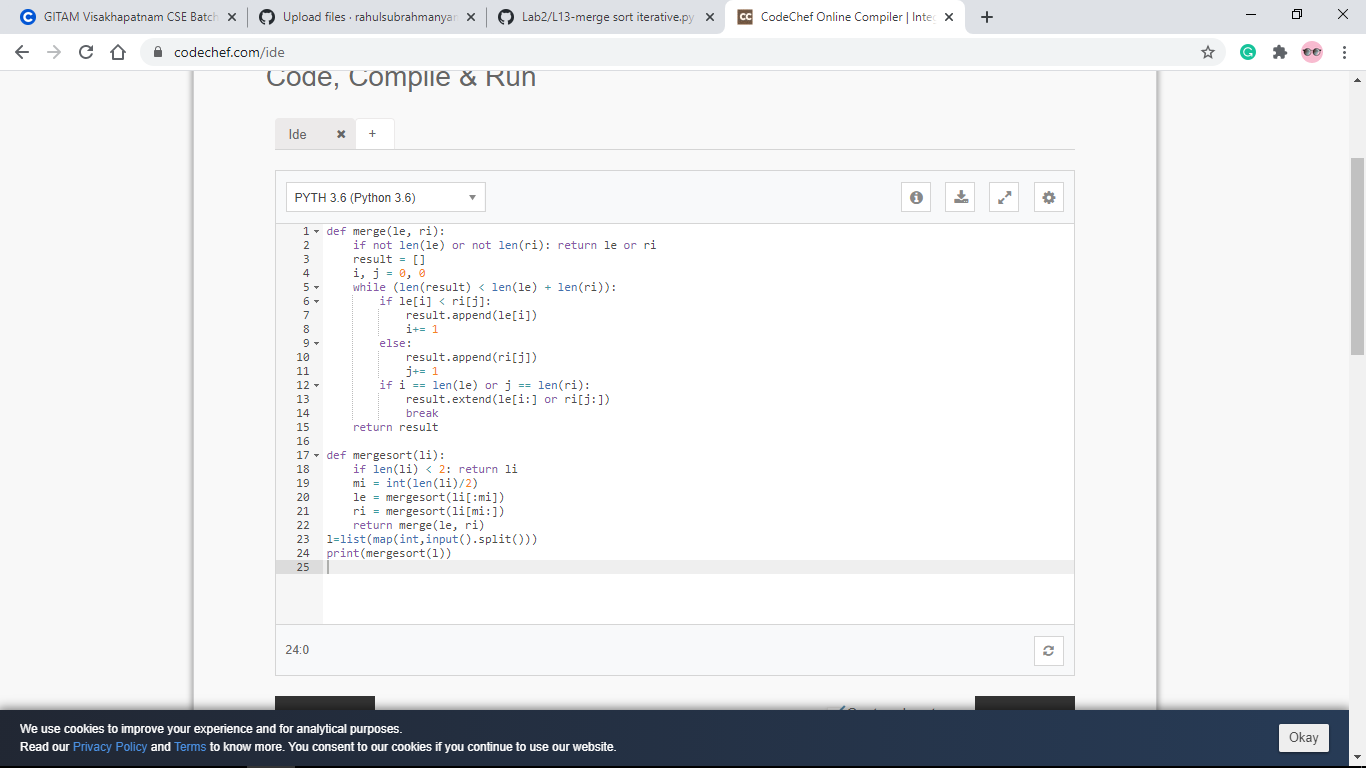 GITAM Visakhapatnam CSE Batch
Upload files · rahulsubrahmanyan
Lab2/L13-merge sort iterative.py
CodeChef Online Compiler | Inte
codechef.com/ide
Code, Compile & Run
Ide
+
PYTH 3.6 (Python 3.6)
1 def merge(le, ri):
2     if not len(le) or not len(ri): return le or ri
3     result = []
4     i, j = 0, 0
5     while (len(result) < len(le) + len(ri)):
6         if le[i] < ri[j]:
7             result.append(le[i])
8             i+= 1
9         else:
10             result.append(ri[j])
11             j+= 1
12         if i == len(le) or j == len(ri):
13             result.extend(le[i:] or ri[j:])
14             break
15     return result
16
17 def mergesort(li):
18     if len(li) < 2: return li
19     mi = int(len(li)/2)
20     le = mergesort(li[:mi])
21     ri = mergesort(li[mi:])
22     return merge(le, ri)
23 l=list(map(int,input().split()))
24 print(mergesort(l))
25
24:0
We use cookies to improve your experience and for analytical purposes.
Read our Privacy Policy and Terms to know more. You consent to our cookies if you continue to use our website.
Okay